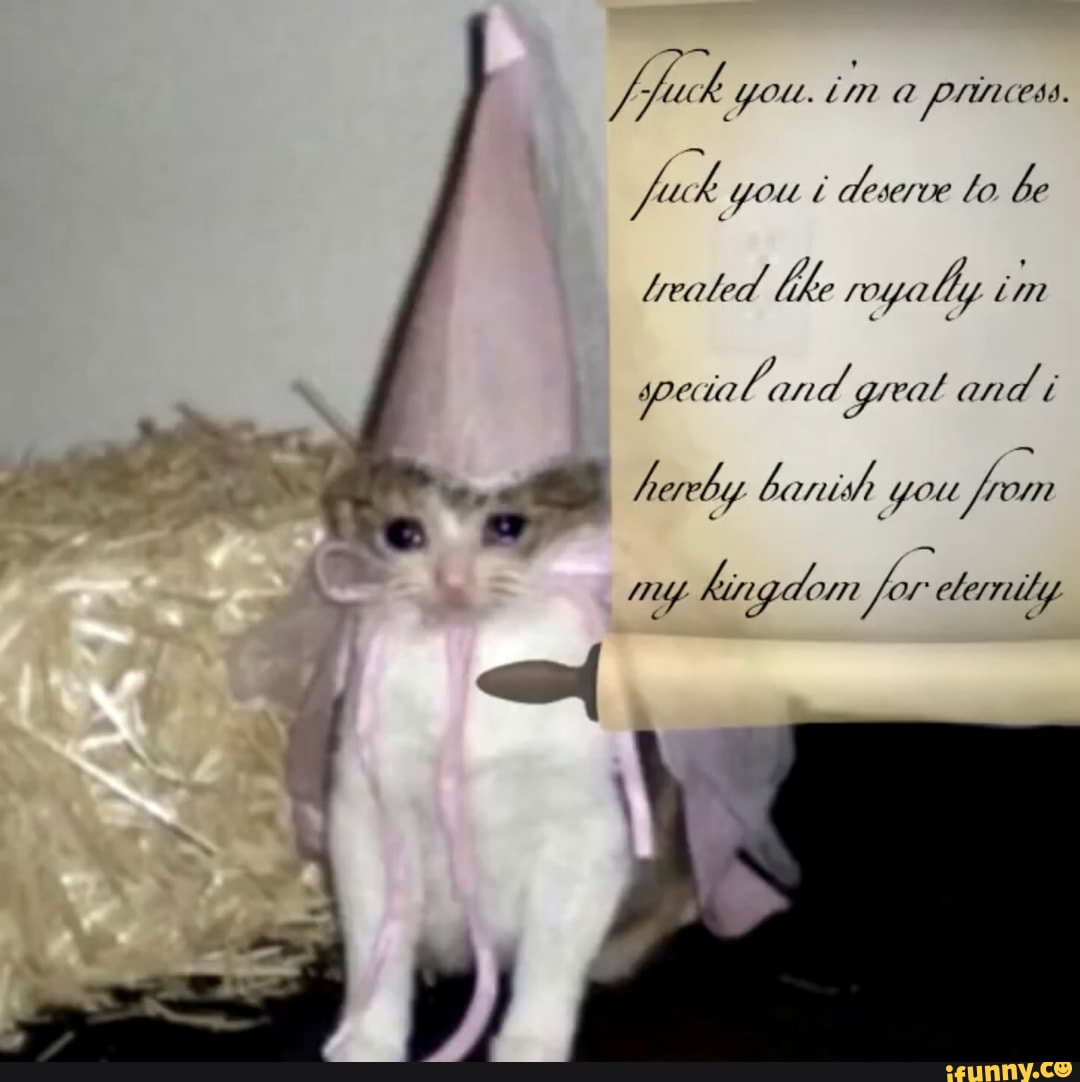 f-fuck you. i'm a princess.
fuck you i deserve to be
treated like royalty i'm
special and great and i
hereby banish you from
my kingdom for eternity
ifunny.co